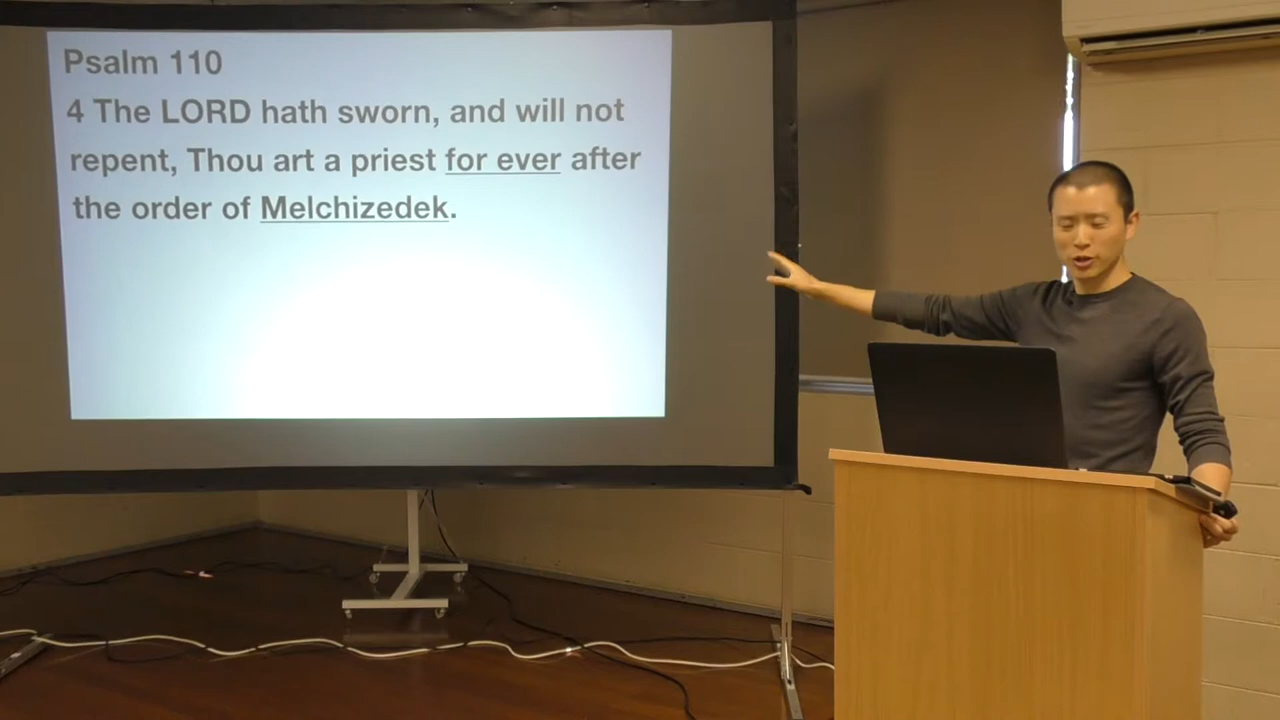 Psalm 110
4 The LORD hath sworn, and will not
repent, Thou art a priest for ever after
the order of Melchizedek.